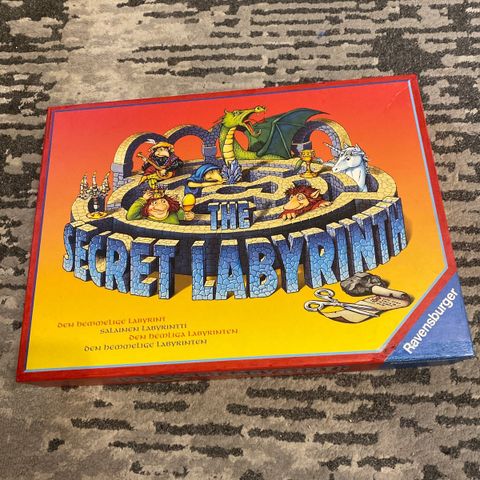 THE
SECRET LABYRINTH
DEN HEMMELIGE LABYRINT
SALAINEN LABYRINTTI
DEN HEMLIGA LABYRINTEN
DEN HEMMELIGE LABYRINTEN
Ravensburger